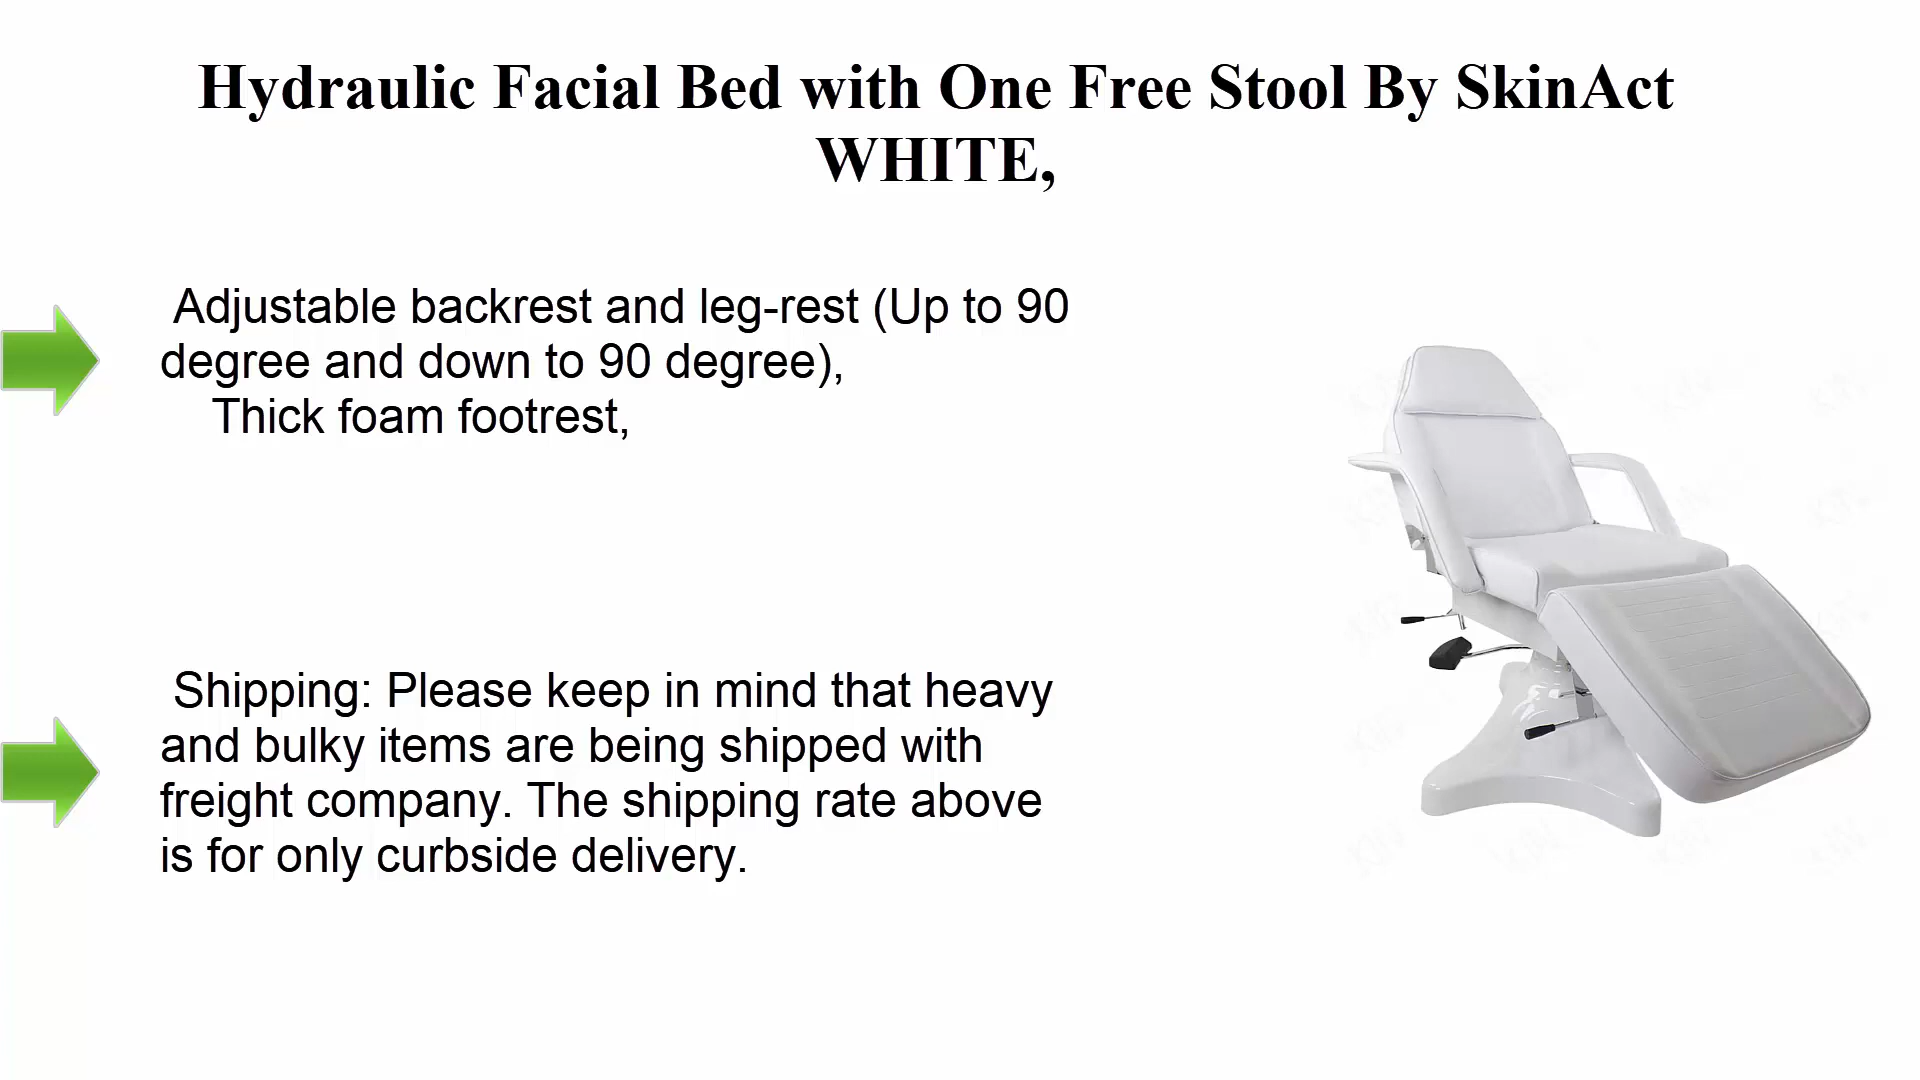 Hydraulic Facial Bed with One Free Stool By SkinAct
WHITE,
Adjustable backrest and leg-rest (Up to 90
degree and down to 90 degree),
Thick foam footrest,
Shipping: Please keep in mind that heavy
and bulky items are being shipped with
freight company. The shipping rate above
is for only curbside delivery.